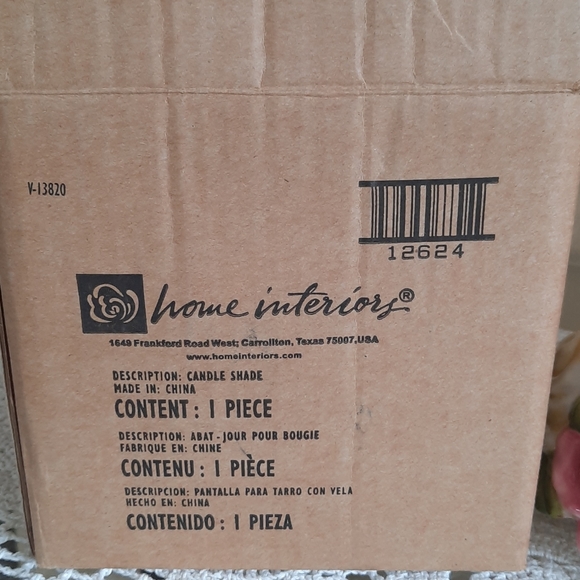 V-13820
12624
home interiors®
1649 Frankford Road West; Carrollton, Texas 75007,USA
www.homeinteriors.com
DESCRIPTION: CANDLE SHADE
MADE IN: CHINA
CONTENT: 1 PIECE
DESCRIPTION: ABAT-JOUR POUR BOUGIE
FABRIQUE EN: CHINE
CONTENU: 1 PIÈCE
DESCRIPCION: PANTALLA PARA TARRO CON VELA
HECHO EN: CHINA
CONTENIDO: 1 PIEZA